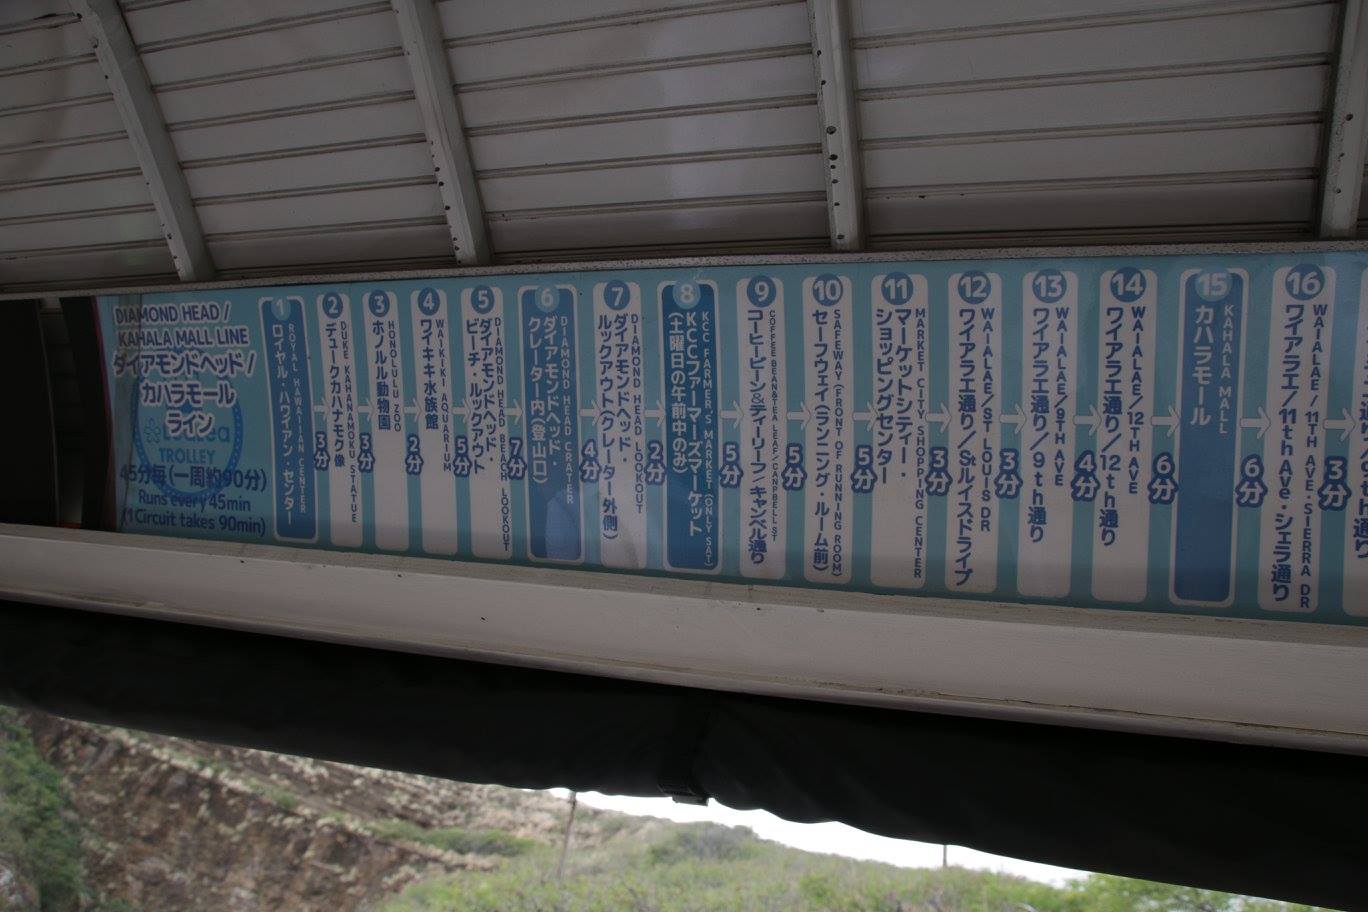 DIAMOND HEAD /
KAHALA MALL LINE
ダイアモンドヘッド /
カハラモール
ライン
TROLLEY
45分毎(一周約90分)
Runs every 45min
(1Circuit takes 90min)
1
ROYAL HAWAIIAN CENTER
ロイヤル・ハワイアン・センター
3分
2
DUKE KAHANAMOKU STATUE
デュークカハナモク像
3分
3
HONOLULU ZOO
ホノルル動物園
2分
4
WAIKIKI AQUARIUM
ワイキキ水族館
5分
5
DIAMOND HEAD BEACH LOOKOUT
ダイアモンドヘッド・
ビーチ・ルックアウト
7分
6
DIAMOND HEAD CRATER
ダイアモンドヘッド・
クレーター内(登山口)
4分
7
DIAMOND HEAD LOOKOUT
ダイアモンドヘッド・
ルックアウト(クレーター外側)
2分
8
KCC FARMER'S MARKET (ONLY SAT)
KCCファーマーズマーケット
(土曜日の午前中のみ)
5分
9
COFFEE BEAN&TEA LEAF / CANPBELL ST
コーヒービーン&ティーリーフ/キャンベル通り
5分
10
SAFEWAY (FRONT OF RUNNING ROOM)
セーフウェイ(ランニング・ルーム前)
5分
11
MARKET CITY SHOPPING CENTER
マーケットシティー・
ショッピングセンター
3分
12
WAIALAE/ST LOUIS DR
ワイアラエ通り/St.ルイスドライブ
3分
13
WAIALAE/9TH AVE
ワイアラエ通り/9th通り
4分
14
WAIALAE/12TH AVE
ワイアラエ通り/12th通り
6分
15
KAHALA MALL
カハラモール
6分
16
WAIALAE / 11TH AVE・SIERRA DR
ワイアラエ/11thAve・シェラ通り
3分